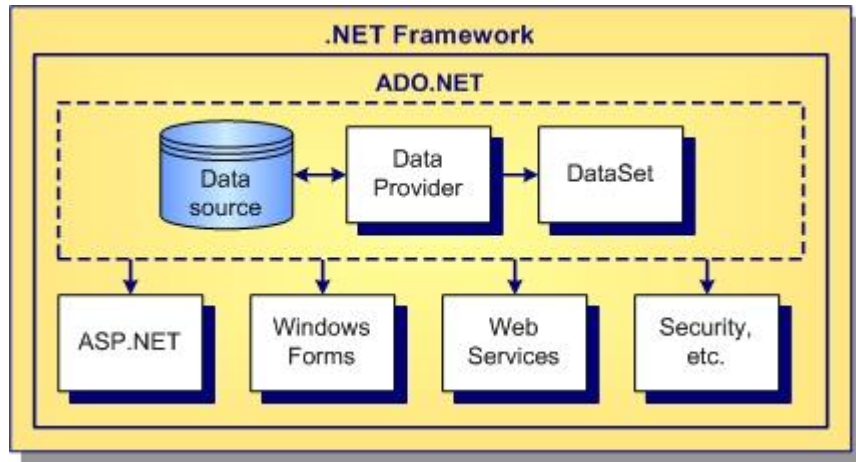 .NET Framework
ADO.NET
Data
source
Data
Provider
DataSet
ASP.NET
Windows
Forms
Web
Services
Security,
etc.